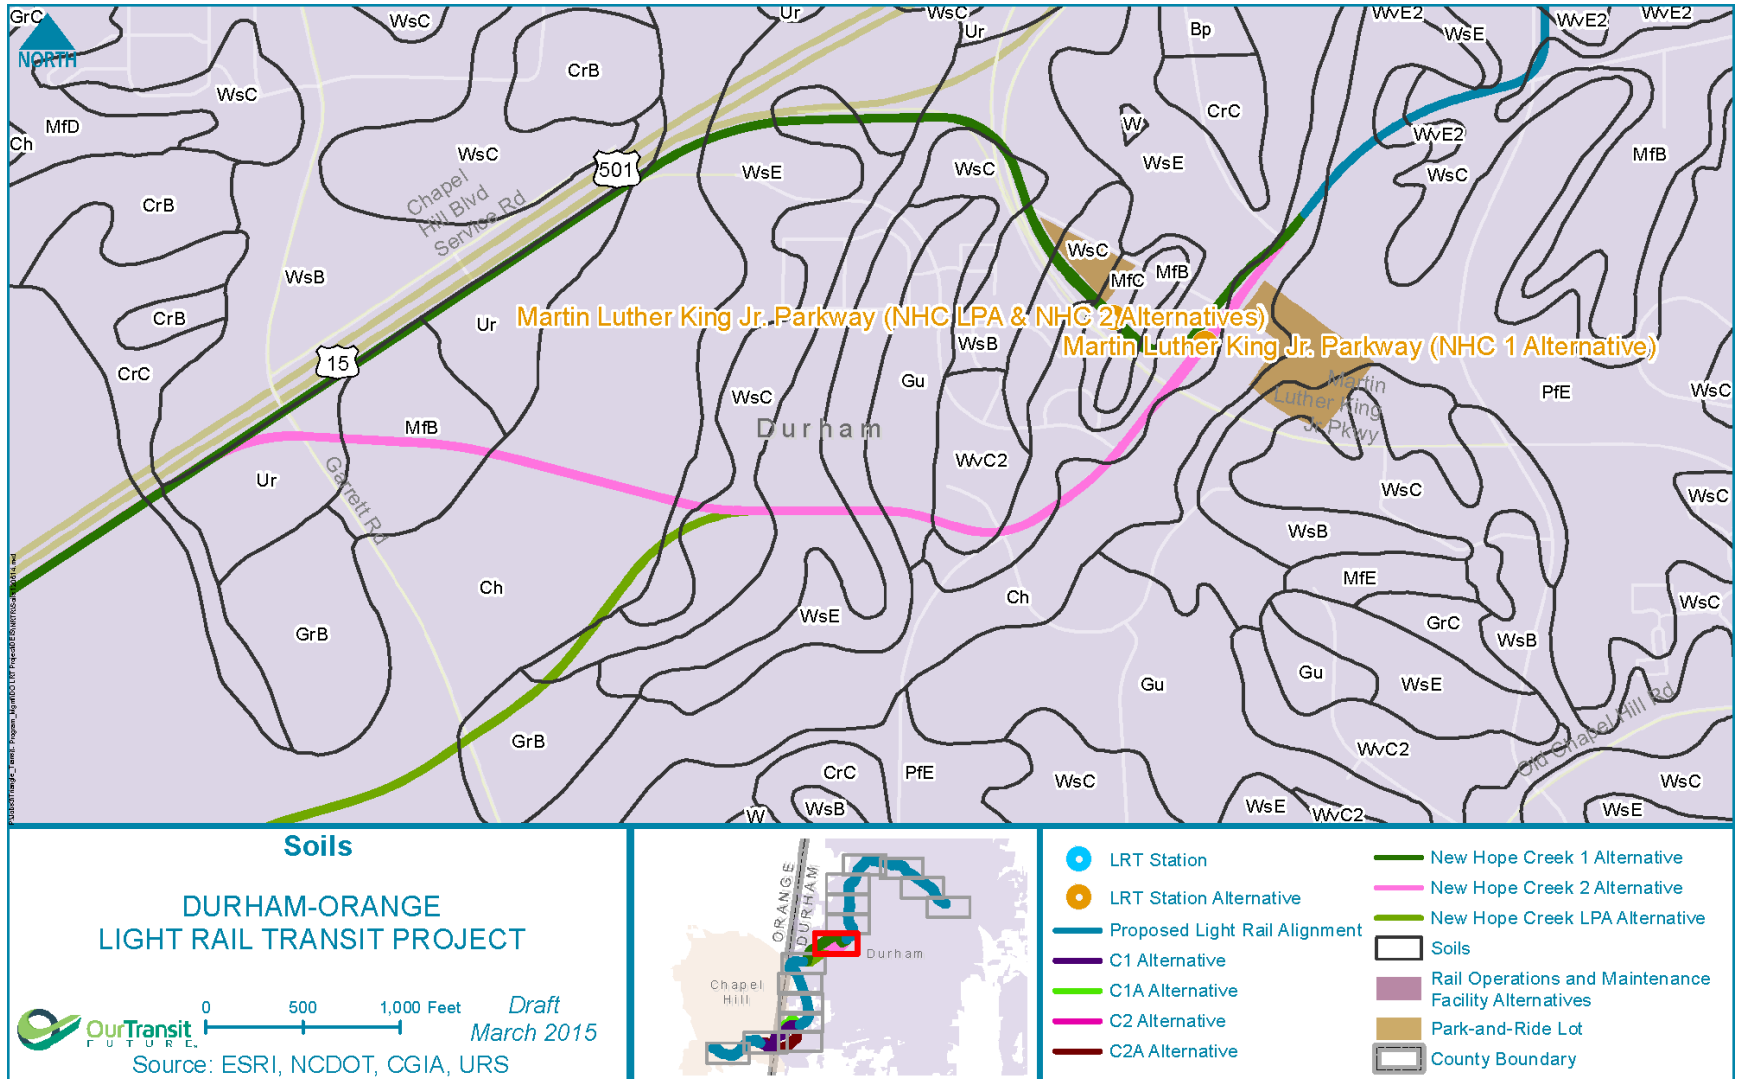 GrC
WsC
Ur
WsC
Ur
Bp
WvE2
WsE
WvE2
WvE2
NORTH
CrB
WsC
CrC
W
MfD
WvE2
Ch
WsC
501
WsE
WsC
WsE
WsC
MfB
CrB
Chapel
Hill Blvd
Service Rd
WsC
MfC
MfB
WsB
CrB
Ur
Martin Luther King Jr. Parkway (NHC LPA & NHC 2 Alternatives)
WsB
Martin Luther King Jr. Parkway (NHC 1 Alternative)
15
CrC
Gu
Martin
Luther King
Jr Pkwy
PfE
WsC
WsC
MfB
Durham
WvC2
Ur
Garrett Rd
WsC
WsC
WsB
MfE
Ch
Ch
WsC
WsE
GrC
WsB
GrB
Gu
Gu
WsE
Old Chapel Hill Rd
GrB
WvC2
CrC
PfE
WsC
WsC
W
WsB
WsE
WvC2
WsE
Soils
DURHAM-ORANGE
LIGHT RAIL TRANSIT PROJECT
0 500 1,000 Feet
Draft
March 2015
OurTransit
FUTURE
Source: ESRI, NCDOT, CGIA, URS
ORANGE
DURHAM
Durham
Chapel
Hill
LRT Station
LRT Station Alternative
Proposed Light Rail Alignment
C1 Alternative
C1A Alternative
C2 Alternative
C2A Alternative
New Hope Creek 1 Alternative
New Hope Creek 2 Alternative
New Hope Creek LPA Alternative
Soils
Rail Operations and Maintenance
Facility Alternatives
Park-and-Ride Lot
County Boundary